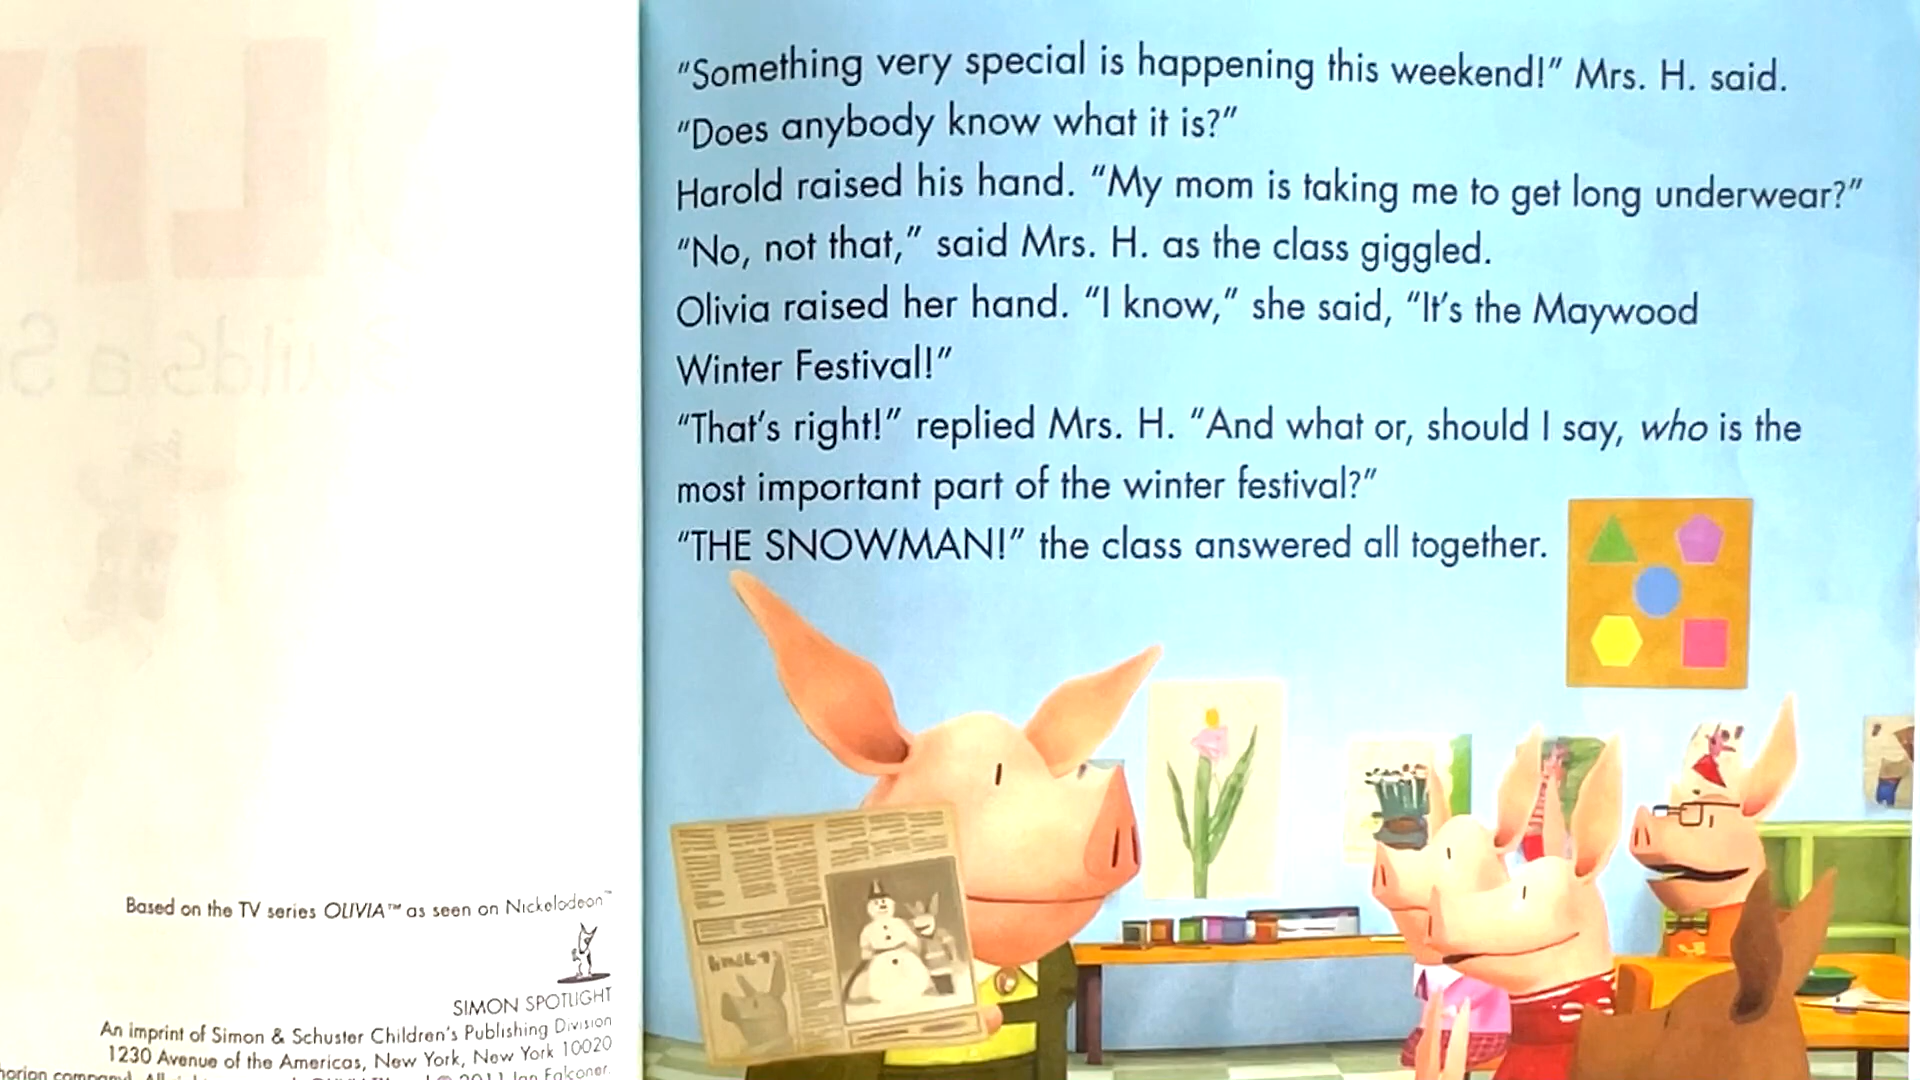 Based on the TV series OLIVIA™ as seen on Nickelodeon™
SIMON SPOTLIGHT
An imprint of Simon & Schuster Children's Publishing Division
1230 Avenue of the Americas, New York, New York 10020
2011 Ian Falconer.
"Something very special is happening this weekend!" Mrs. H. said.
"Does anybody know what it is?"
Harold raised his hand. "My mom is taking me to get long underwear?"
"No, not that," said Mrs. H. as the class giggled.
Olivia raised her hand. "I know," she said, "It's the Maywood
Winter Festival!"
"That's right!" replied Mrs. H. "And what or, should I say, who is the
most important part of the winter festival?"
"THE SNOWMAN!" the class answered all together.